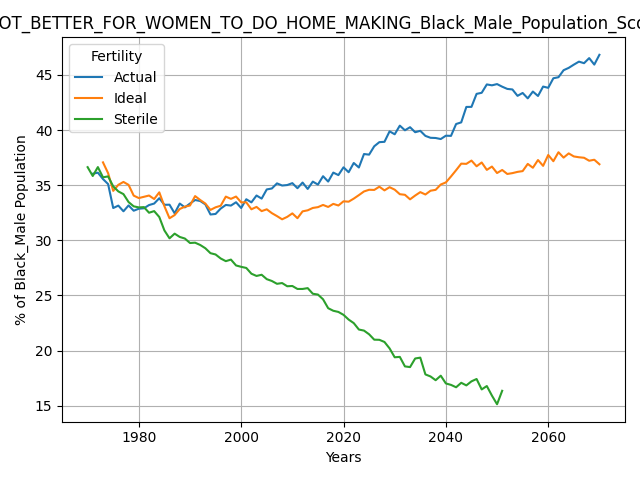 OT_BETTER_FOR_WOMEN_TO_DO_HOME_MAKING_Black_Male_Population_Sco
Fertility
Actual
Ideal
Sterile
45
40
35
30
25
20
15
% of Black_Male Population
1980
2000
2020
2040
2060
Years